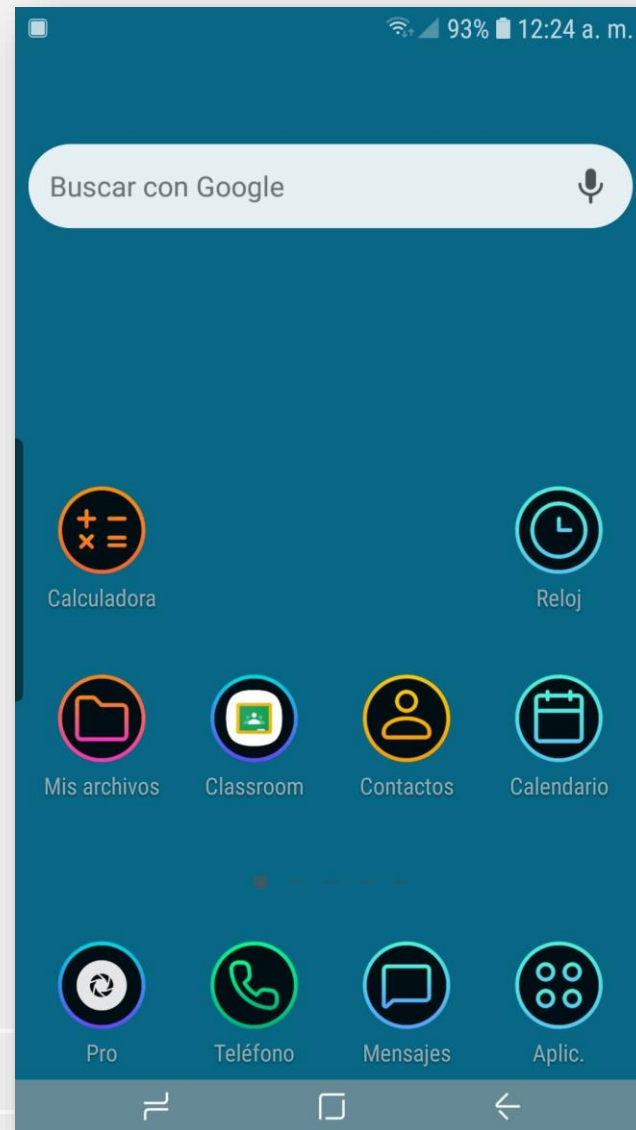 93% 12:24 a. m.
Buscar con Google
Calculadora
Reloj
Mis archivos
Classroom
Contactos
Calendario
Pro
Teléfono
Mensajes
Aplic.